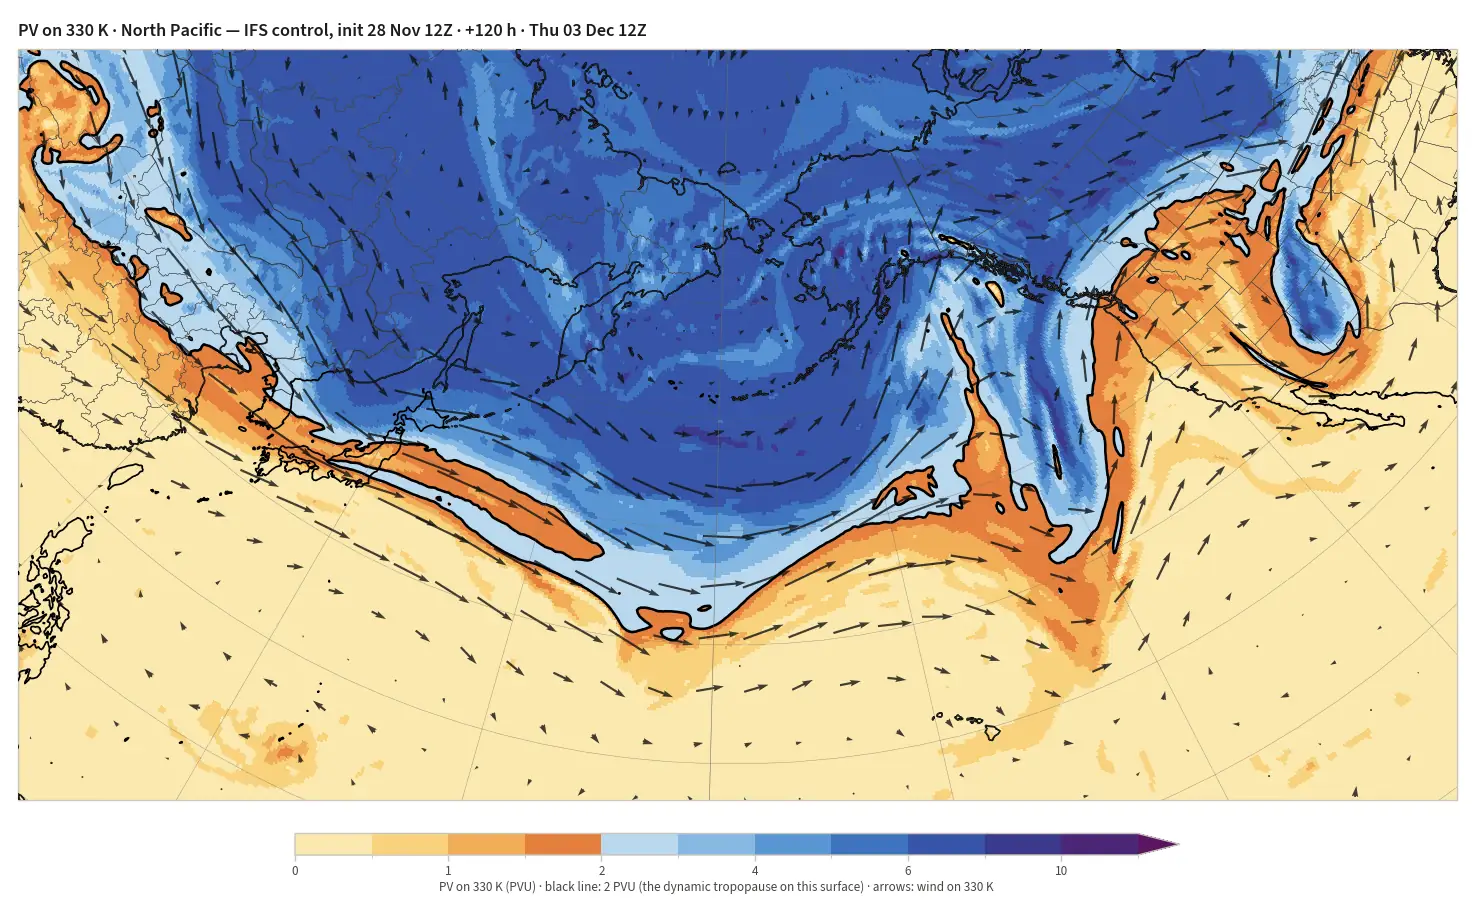 PV on 330 K · North Pacific — IFS control, init 28 Nov 12Z · +120 h · Thu 03 Dec 12Z
0 1 2 4 6 10
PV on 330 K (PVU) · black line: 2 PVU (the dynamic tropopause on this surface) · arrows: wind on 330 K